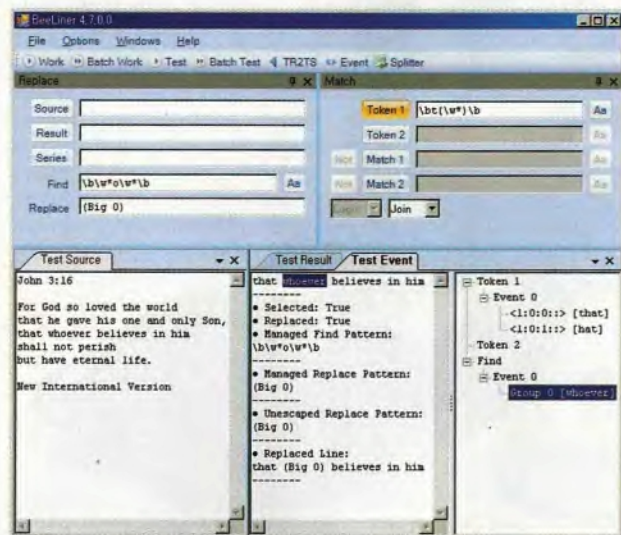 BeeLiner 4.7.0.0
File Options Windows Help
Work Batch Work Test Batch Test TR2TS Event Splitter
Replace
Source
Result
Series
Find \b\w*o\w*\b Aa
Replace (Big O)
Match
Token 1 \bt(\w*)\b Aa
Token 2 Aa
Not Match 1 Aa
Not Match 2 Aa
Join
Test Source
John 3:16
For God so loved the world
that he gave his one and only Son,
that whoever believes in him
shall not perish
but have eternal life.
New International Version
Test Result Test Event
that whoever believes in him
--------
• Selected: True
• Replaced: True
• Managed Find Pattern:
\b\w*o\w*\b
--------
• Managed Replace Pattern:
(Big O)
--------
• Unescaped Replace Pattern:
(Big O)
--------
• Replaced Line:
that (Big O) believes in him
--------
Token 1
Event 0
<1:0:0::> [that]
<1:0:1::> [hat]
Token 2
Find
Event 0
Group 0 [whoever]